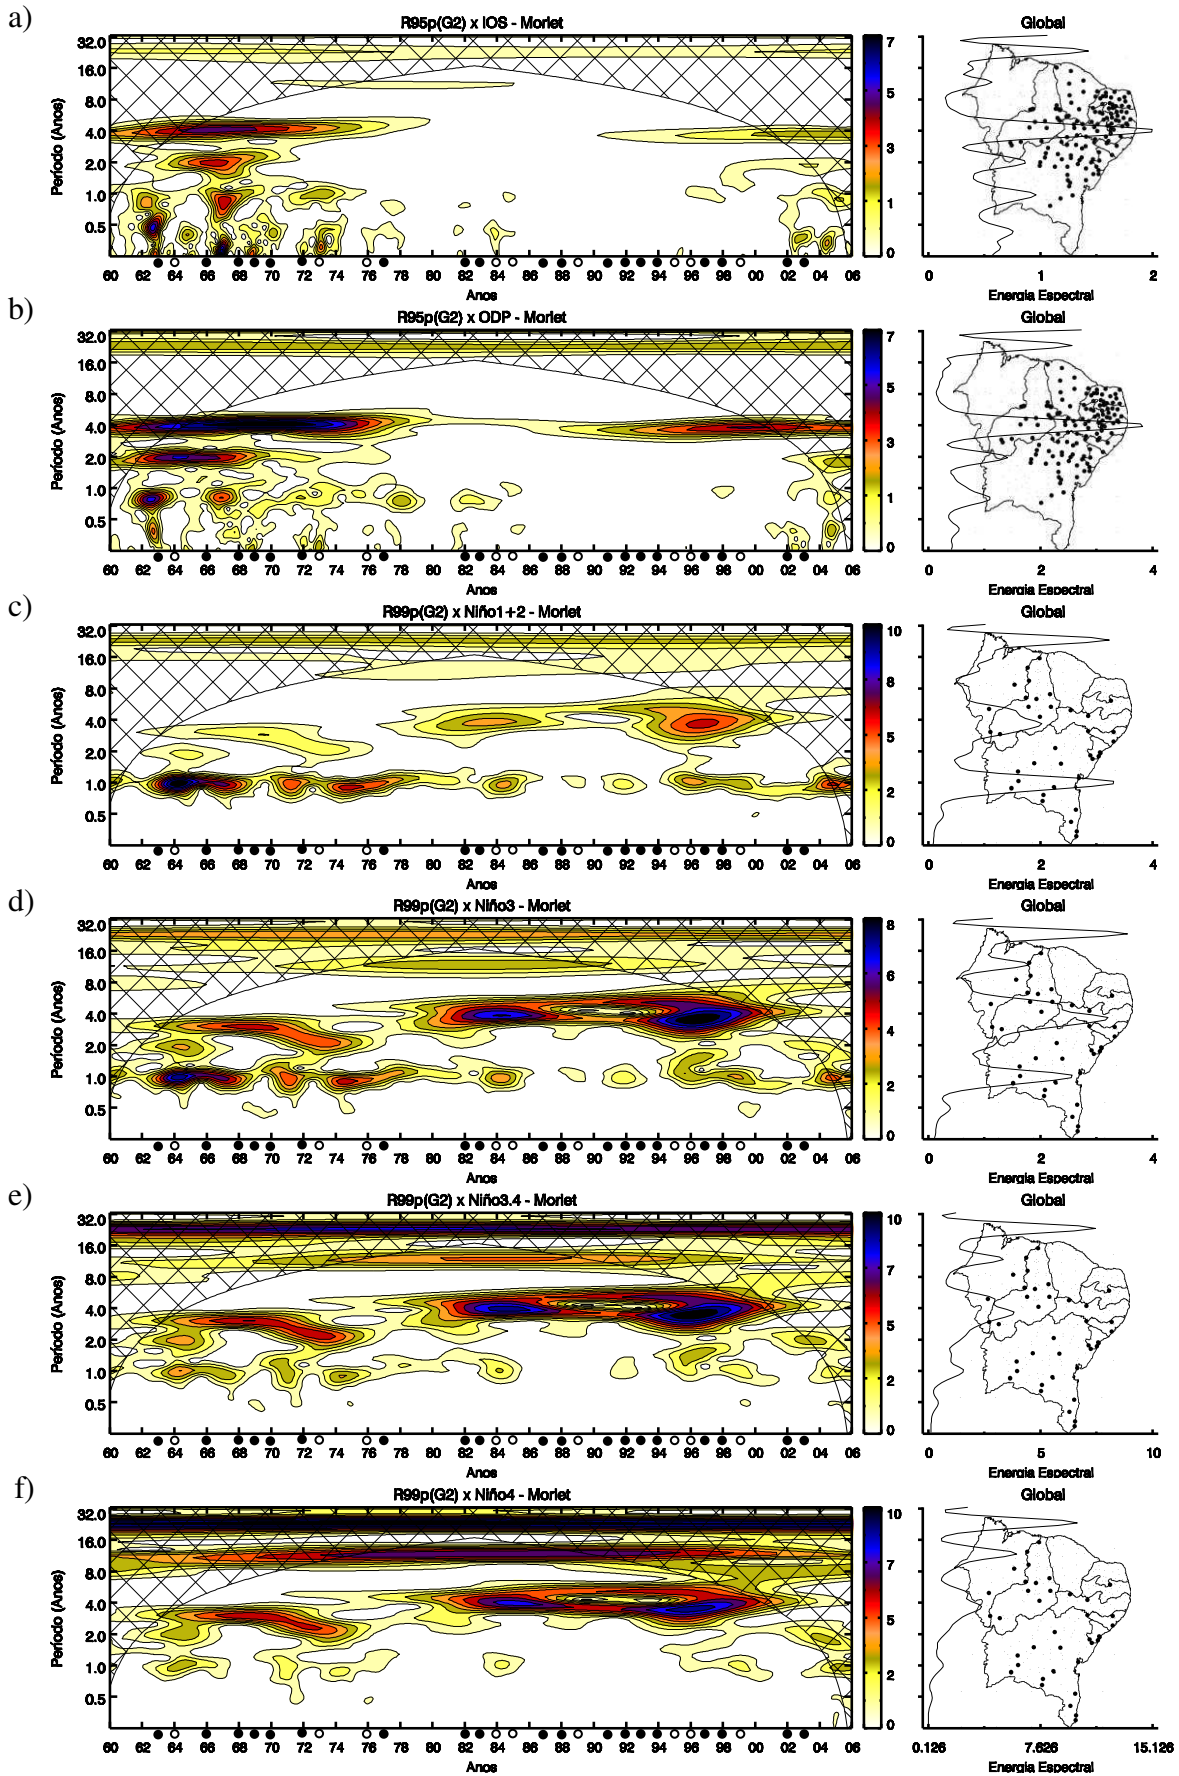 a)
R95p(G2) x IOS - Morlet
Global
32.0
16.0
8.0
4.0
2.0
1.0
0.5
Período (Anos)
7
5
3
1
0
60 62 64 66 68 70 72 74 76 78 80 82 84 86 88 90 92 94 96 98 00 02 04 06
Anos
0 1 2
Energia Espectral
b)
R95p(G2) x ODP - Morlet
Global
32.0
16.0
8.0
4.0
2.0
1.0
0.5
Período (Anos)
7
5
3
1
0
60 62 64 66 68 70 72 74 76 78 80 82 84 86 88 90 92 94 96 98 00 02 04 06
Anos
0 2 4
Energia Espectral
c)
R99p(G2) x Niño1+2 - Morlet
Global
32.0
16.0
8.0
4.0
2.0
1.0
0.5
Período (Anos)
10
8
5
2
0
60 62 64 66 68 70 72 74 76 78 80 82 84 86 88 90 92 94 96 98 00 02 04 06
Anos
0 2 4
Energia Espectral
d)
R99p(G2) x Niño3 - Morlet
Global
32.0
16.0
8.0
4.0
2.0
1.0
0.5
Período (Anos)
8
6
4
2
0
60 62 64 66 68 70 72 74 76 78 80 82 84 86 88 90 92 94 96 98 00 02 04 06
Anos
0 2 4
Energia Espectral
e)
R99p(G2) x Niño3.4 - Morlet
Global
32.0
16.0
8.0
4.0
2.0
1.0
0.5
Período (Anos)
10
7
5
2
0
60 62 64 66 68 70 72 74 76 78 80 82 84 86 88 90 92 94 96 98 00 02 04 06
Anos
0 5 10
Energia Espectral
f)
R99p(G2) x Niño4 - Morlet
Global
32.0
16.0
8.0
4.0
2.0
1.0
0.5
Período (Anos)
10
7
5
2
0
60 62 64 66 68 70 72 74 76 78 80 82 84 86 88 90 92 94 96 98 00 02 04 06
Anos
0.126 7.626 15.126
Energia Espectral